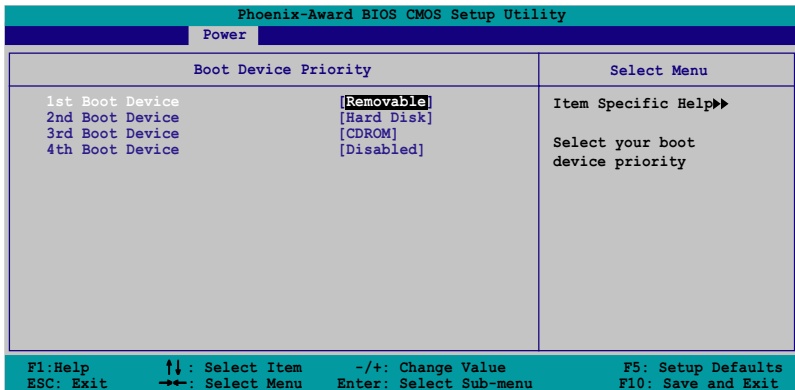 Phoenix-Award BIOS CMOS Setup Utility
Power
Boot Device Priority
Select Menu
1st Boot Device [Removable]
2nd Boot Device [Hard Disk]
3rd Boot Device [CDROM]
4th Boot Device [Disabled]
Item Specific Help▶▶
Select your boot
device priority
F1:Help ↑↓: Select Item -/+: Change Value F5: Setup Defaults
ESC: Exit →←: Select Menu Enter: Select Sub-menu F10: Save and Exit